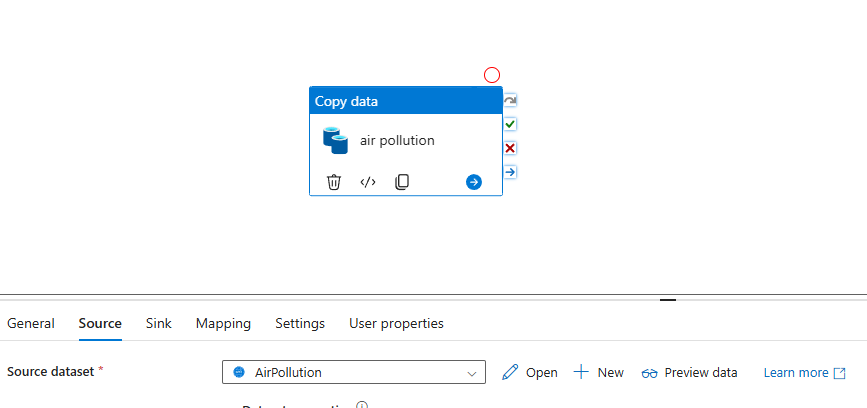 Copy data
air pollution
General Source Sink Mapping Settings User properties
Source dataset * AirPollution Open New Preview data Learn more